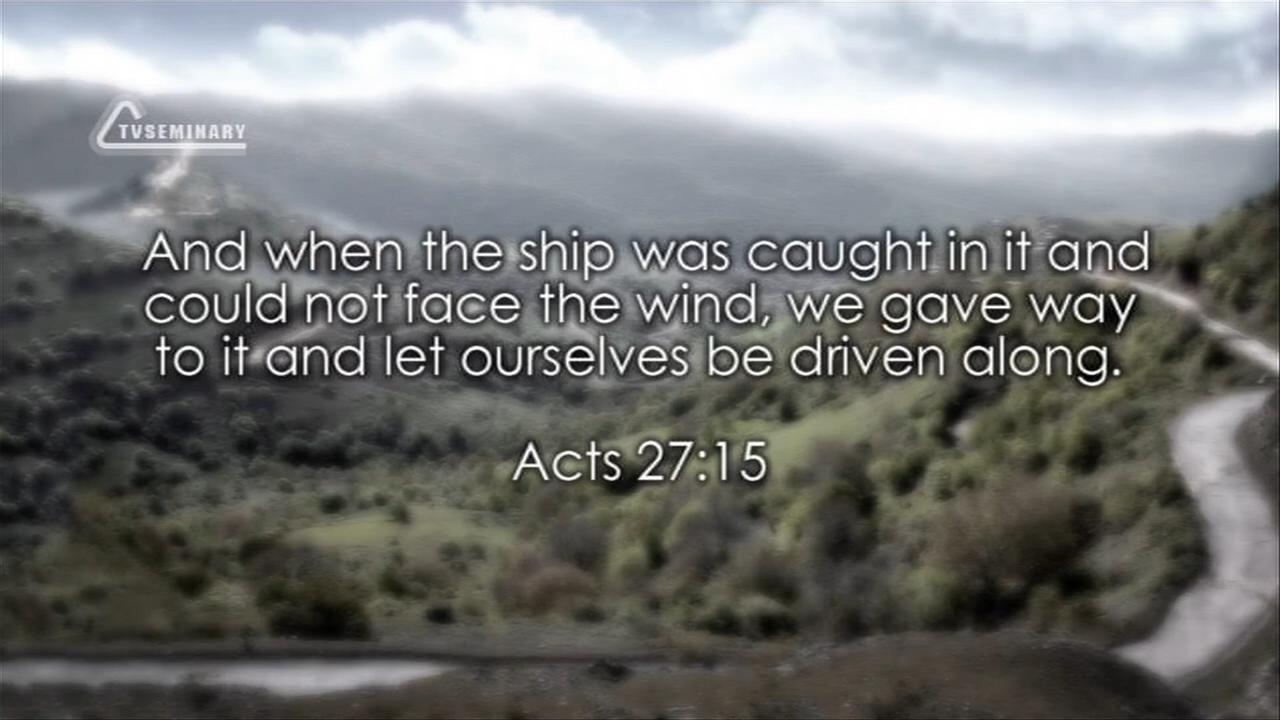 TVSEMINARY
And when the ship was caught in it and
could not face the wind, we gave way
to it and let ourselves be driven along.
Acts 27:15